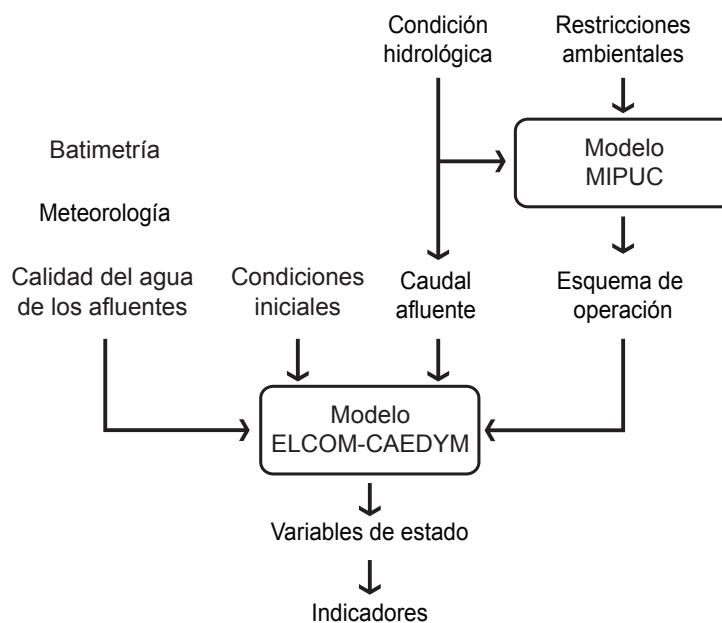 Condición
hidrológica
Restricciones
ambientales
Modelo
MIPUC
Batimetría
Meteorología
Calidad del agua
de los afluentes
Condiciones
iniciales
Caudal
afluente
Esquema de
operación
Modelo
ELCOM-CAEDYM
Variables de estado
Indicadores